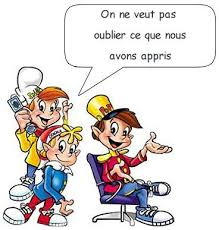 On ne veut pas
oublier ce que nous
avons appris